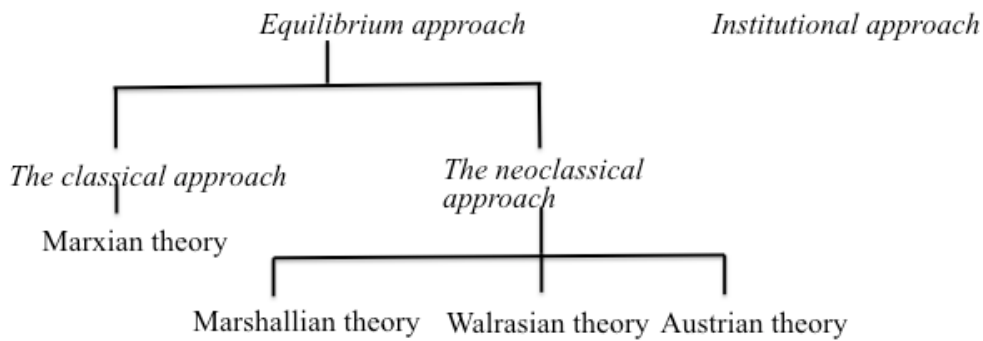 Equilibrium approach
Institutional approach
The classical approach
The neoclassical
approach
Marxian theory
Marshallian theory
Walrasian theory
Austrian theory